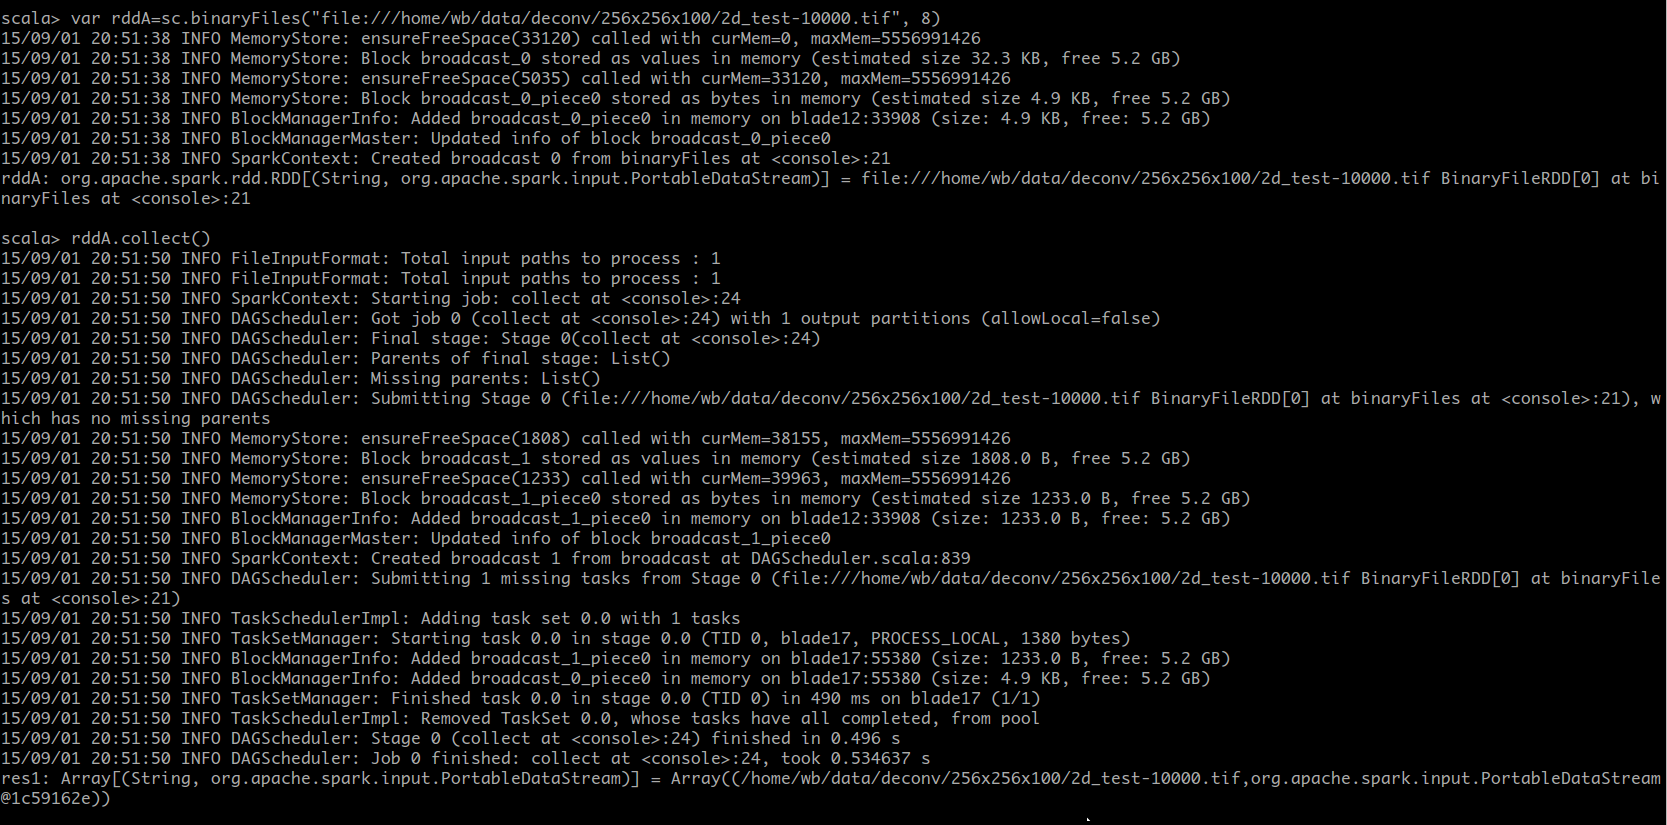 scala> var rddA=sc.binaryFiles("file:///home/wb/data/deconv/256x256x100/2d_test-10000.tif", 8)
15/09/01 20:51:38 INFO MemoryStore: ensureFreeSpace(33120) called with curMem=0, maxMem=5556991426
15/09/01 20:51:38 INFO MemoryStore: Block broadcast_0 stored as values in memory (estimated size 32.3 KB, free 5.2 GB)
15/09/01 20:51:38 INFO MemoryStore: ensureFreeSpace(5035) called with curMem=33120, maxMem=5556991426
15/09/01 20:51:38 INFO MemoryStore: Block broadcast_0_piece0 stored as bytes in memory (estimated size 4.9 KB, free 5.2 GB)
15/09/01 20:51:38 INFO BlockManagerInfo: Added broadcast_0_piece0 in memory on blade12:33908 (size: 4.9 KB, free: 5.2 GB)
15/09/01 20:51:38 INFO BlockManagerMaster: Updated info of block broadcast_0_piece0
15/09/01 20:51:38 INFO SparkContext: Created broadcast 0 from binaryFiles at <console>:21
rddA: org.apache.spark.rdd.RDD[(String, org.apache.spark.input.PortableDataStream)] = file:///home/wb/data/deconv/256x256x100/2d_test-10000.tif BinaryFileRDD[0] at bi
naryFiles at <console>:21
scala> rddA.collect()
15/09/01 20:51:50 INFO FileInputFormat: Total input paths to process : 1
15/09/01 20:51:50 INFO FileInputFormat: Total input paths to process : 1
15/09/01 20:51:50 INFO SparkContext: Starting job: collect at <console>:24
15/09/01 20:51:50 INFO DAGScheduler: Got job 0 (collect at <console>:24) with 1 output partitions (allowLocal=false)
15/09/01 20:51:50 INFO DAGScheduler: Final stage: Stage 0(collect at <console>:24)
15/09/01 20:51:50 INFO DAGScheduler: Parents of final stage: List()
15/09/01 20:51:50 INFO DAGScheduler: Missing parents: List()
15/09/01 20:51:50 INFO DAGScheduler: Submitting Stage 0 (file:///home/wb/data/deconv/256x256x100/2d_test-10000.tif BinaryFileRDD[0] at binaryFiles at <console>:21), w
hich has no missing parents
15/09/01 20:51:50 INFO MemoryStore: ensureFreeSpace(1808) called with curMem=38155, maxMem=5556991426
15/09/01 20:51:50 INFO MemoryStore: Block broadcast_1 stored as values in memory (estimated size 1808.0 B, free 5.2 GB)
15/09/01 20:51:50 INFO MemoryStore: ensureFreeSpace(1233) called with curMem=39963, maxMem=5556991426
15/09/01 20:51:50 INFO MemoryStore: Block broadcast_1_piece0 stored as bytes in memory (estimated size 1233.0 B, free 5.2 GB)
15/09/01 20:51:50 INFO BlockManagerInfo: Added broadcast_1_piece0 in memory on blade12:33908 (size: 1233.0 B, free: 5.2 GB)
15/09/01 20:51:50 INFO BlockManagerMaster: Updated info of block broadcast_1_piece0
15/09/01 20:51:50 INFO SparkContext: Created broadcast 1 from broadcast at DAGScheduler.scala:839
15/09/01 20:51:50 INFO DAGScheduler: Submitting 1 missing tasks from Stage 0 (file:///home/wb/data/deconv/256x256x100/2d_test-10000.tif BinaryFileRDD[0] at binaryFile
s at <console>:21)
15/09/01 20:51:50 INFO TaskSchedulerImpl: Adding task set 0.0 with 1 tasks
15/09/01 20:51:50 INFO TaskSetManager: Starting task 0.0 in stage 0.0 (TID 0, blade17, PROCESS_LOCAL, 1380 bytes)
15/09/01 20:51:50 INFO BlockManagerInfo: Added broadcast_1_piece0 in memory on blade17:55380 (size: 1233.0 B, free: 5.2 GB)
15/09/01 20:51:50 INFO BlockManagerInfo: Added broadcast_0_piece0 in memory on blade17:55380 (size: 4.9 KB, free: 5.2 GB)
15/09/01 20:51:50 INFO TaskSetManager: Finished task 0.0 in stage 0.0 (TID 0) in 490 ms on blade17 (1/1)
15/09/01 20:51:50 INFO TaskSchedulerImpl: Removed TaskSet 0.0, whose tasks have all completed, from pool
15/09/01 20:51:50 INFO DAGScheduler: Stage 0 (collect at <console>:24) finished in 0.496 s
15/09/01 20:51:50 INFO DAGScheduler: Job 0 finished: collect at <console>:24, took 0.534637 s
res1: Array[(String, org.apache.spark.input.PortableDataStream)] = Array((/home/wb/data/deconv/256x256x100/2d_test-10000.tif,org.apache.spark.input.PortableDataStream
@1c59162e))